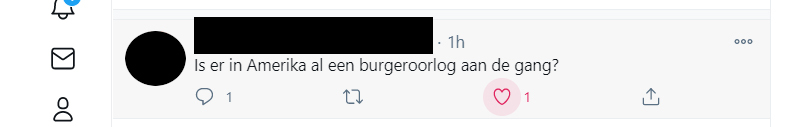 · 1h
Is er in Amerika al een burgeroorlog aan de gang?
1 1